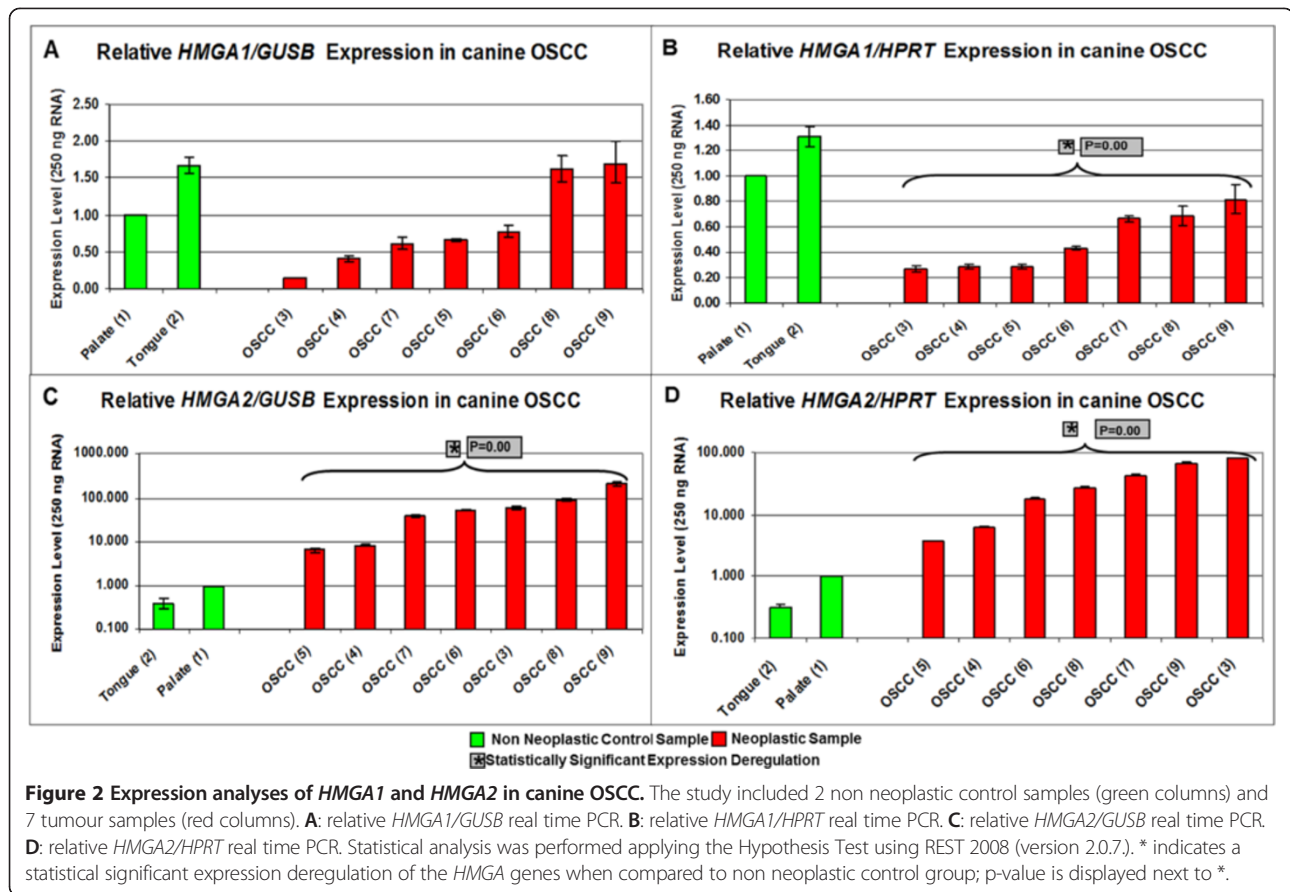 A Relative HMGA1/GUSB Expression in canine OSCC
Expression Level (250 ng RNA)
2.50
2.00
1.50
1.00
0.50
0.00
Palate (1)
Tongue (2)
OSCC (3)
OSCC (4)
OSCC (7)
OSCC (5)
OSCC (6)
OSCC (8)
OSCC (9)
B Relative HMGA1/HPRT Expression in canine OSCC
Expression Level (250 ng RNA)
1.60
1.40
1.20
1.00
0.80
0.60
0.40
0.20
0.00
* P=0.00
Palate (1)
Tongue (2)
OSCC (3)
OSCC (4)
OSCC (5)
OSCC (6)
OSCC (7)
OSCC (8)
OSCC (9)
C Relative HMGA2/GUSB Expression in canine OSCC
Expression Level (250 ng RNA)
1000.000
100.000
10.000
1.000
0.100
* P=0.00
Tongue (2)
Palate (1)
OSCC (5)
OSCC (4)
OSCC (7)
OSCC (6)
OSCC (3)
OSCC (8)
OSCC (9)
D Relative HMGA2/HPRT Expression in canine OSCC
Expression Level (250 ng RNA)
100.000
10.000
1.000
0.100
* P=0.00
Tongue (2)
Palate (1)
OSCC (5)
OSCC (4)
OSCC (6)
OSCC (8)
OSCC (7)
OSCC (9)
OSCC (3)
Non Neoplastic Control Sample Neoplastic Sample
*Statistically Significant Expression Deregulation
Figure 2 Expression analyses of HMGA1 and HMGA2 in canine OSCC. The study included 2 non neoplastic control samples (green columns) and
7 tumour samples (red columns). A: relative HMGA1/GUSB real time PCR. B: relative HMGA1/HPRT real time PCR. C: relative HMGA2/GUSB real time PCR.
D: relative HMGA2/HPRT real time PCR. Statistical analysis was performed applying the Hypothesis Test using REST 2008 (version 2.0.7.). * indicates a
statistical significant expression deregulation of the HMGA genes when compared to non neoplastic control group; p-value is displayed next to *.